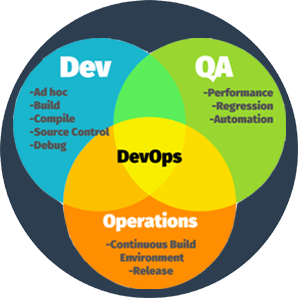 Dev
-Ad hoc
-Build
-Compile
-Source Control
-Debug
QA
-Performance
-Regression
-Automation
DevOps
Operations
-Continuous Build
Environment
-Release